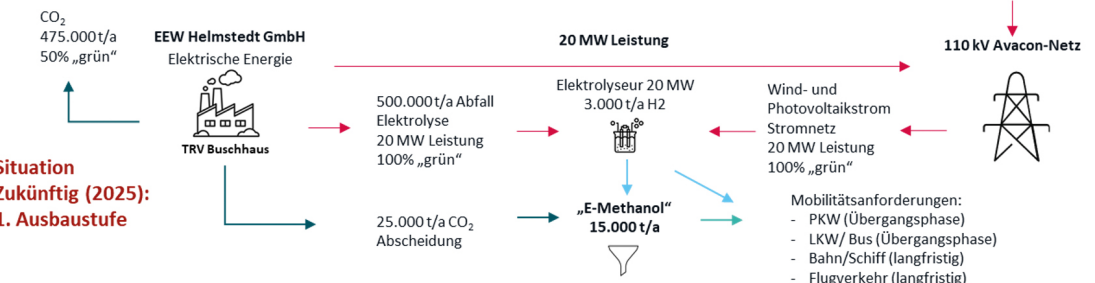 CO₂
475.000 t/a
50% „grün“
EEW Helmstedt GmbH
Elektrische Energie
TRV Buschhaus
20 MW Leistung
110 kV Avacon-Netz
500.000 t/a Abfall
Elektrolyse
20 MW Leistung
100% „grün“
Elektrolyseur 20 MW
3.000 t/a H2
Wind- und
Photovoltaikstrom
Stromnetz
20 MW Leistung
100% „grün“
Situation
Zukünftig (2025):
1. Ausbaustufe
25.000 t/a CO₂
Abscheidung
„E-Methanol“
15.000 t/a
Mobilitätsanforderungen:
- PKW (Übergangsphase)
- LKW/ Bus (Übergangsphase)
- Bahn/Schiff (langfristig)
- Flugverkehr (langfristig)